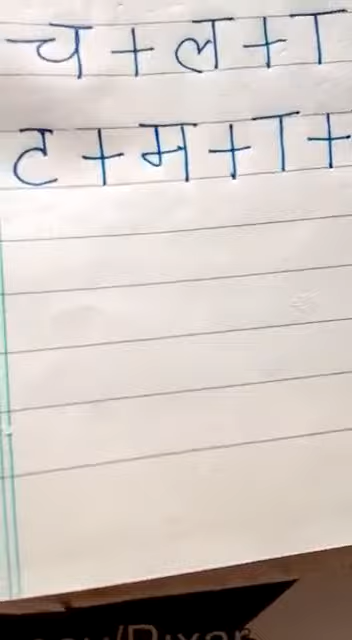 च + ल + ा
ट + म + ा +